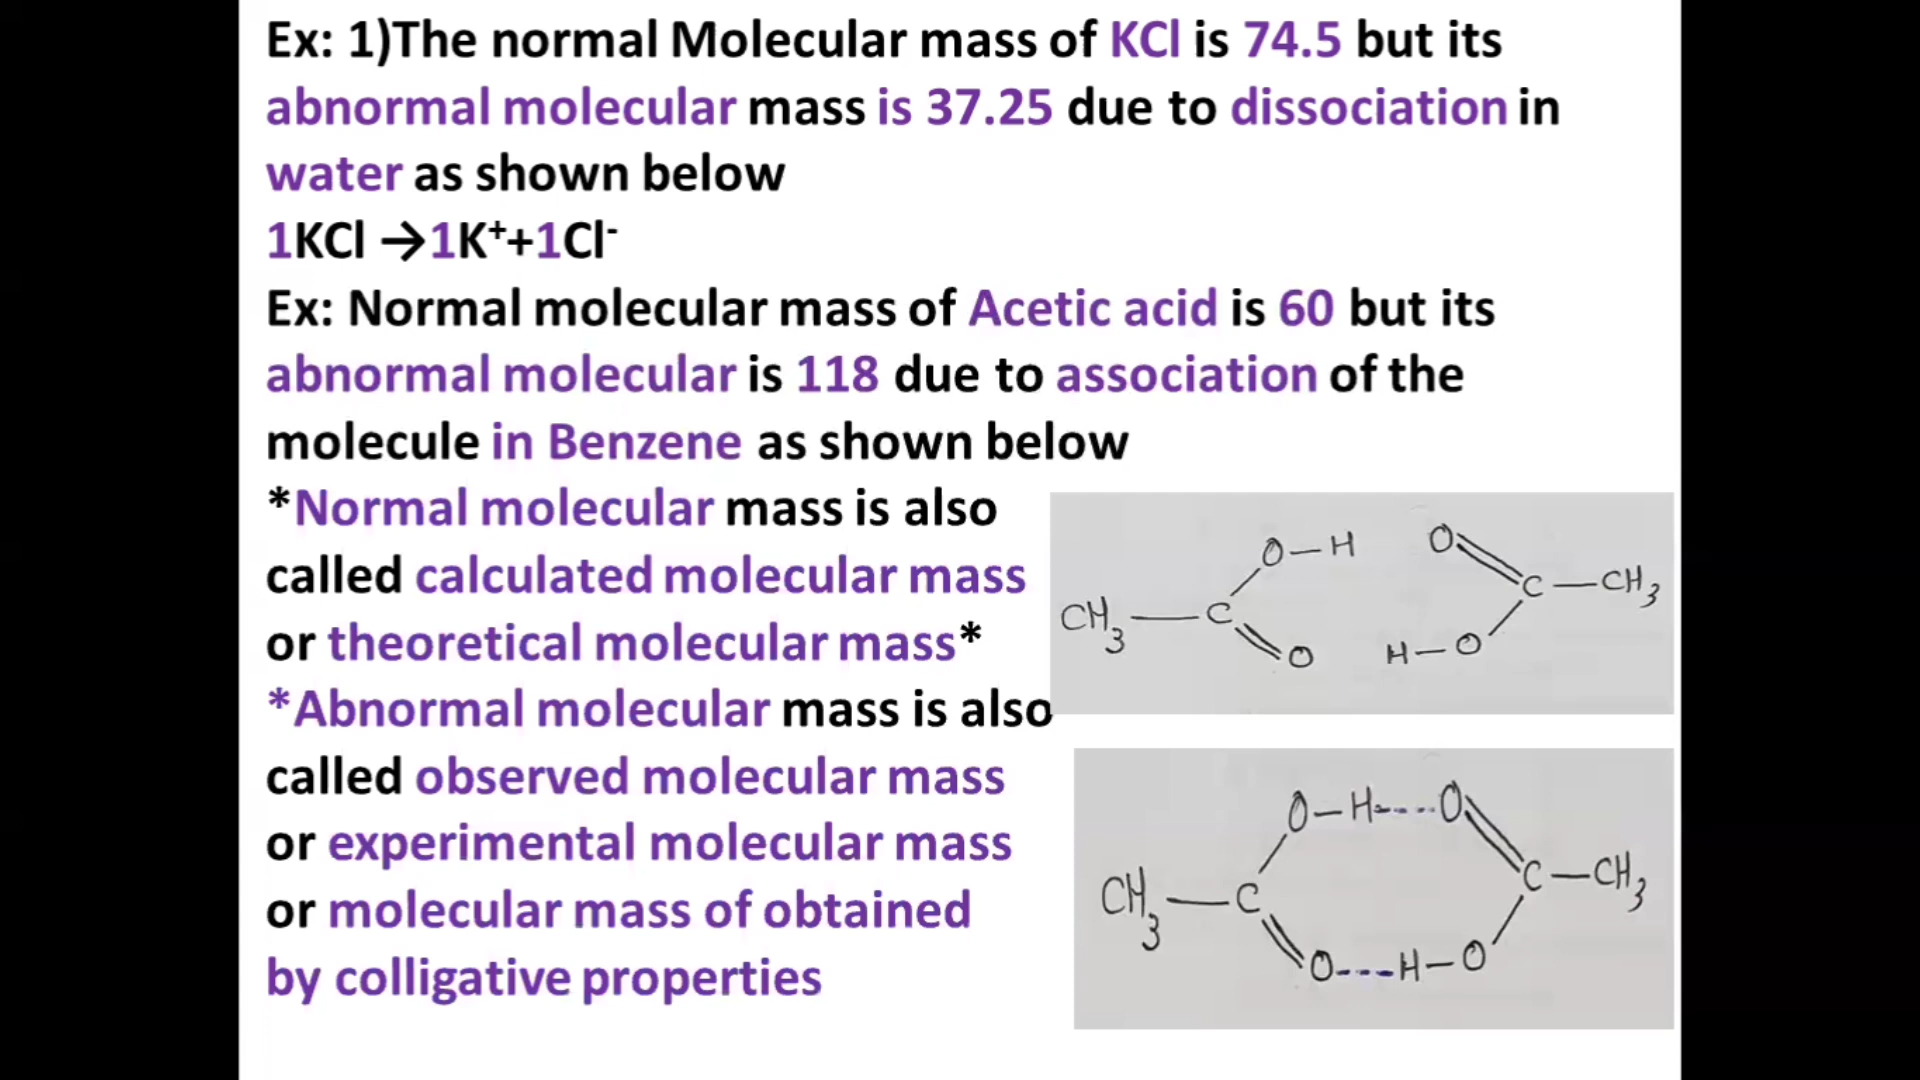 Ex: 1)The normal Molecular mass of KCl is 74.5 but its
abnormal molecular mass is 37.25 due to dissociation in
water as shown below
1KCl →1K⁺+1Cl⁻
Ex: Normal molecular mass of Acetic acid is 60 but its
abnormal molecular is 118 due to association of the
molecule in Benzene as shown below
*Normal molecular mass is also
called calculated molecular mass
or theoretical molecular mass*
*Abnormal molecular mass is also
called observed molecular mass
or experimental molecular mass
or molecular mass of obtained
by colligative properties
O—H O
CH₃—C C—CH₃
O H—O
O—H----O
CH₃—C C—CH₃
O----H—O